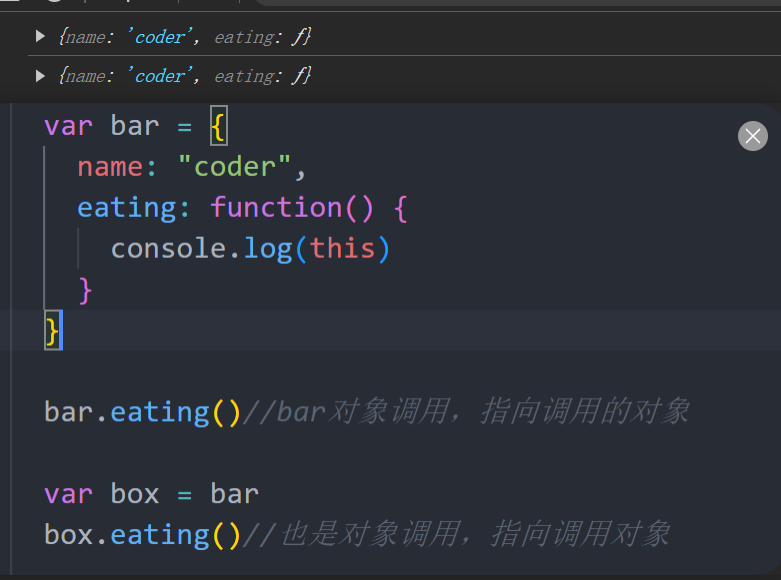 ▶ {name: 'coder', eating: ƒ}
▶ {name: 'coder', eating: ƒ}
var bar = {
  name: "coder",
  eating: function() {
    console.log(this)
  }
}
bar.eating()//bar对象调用，指向调用的对象
var box = bar
box.eating()//也是对象调用，指向调用对象